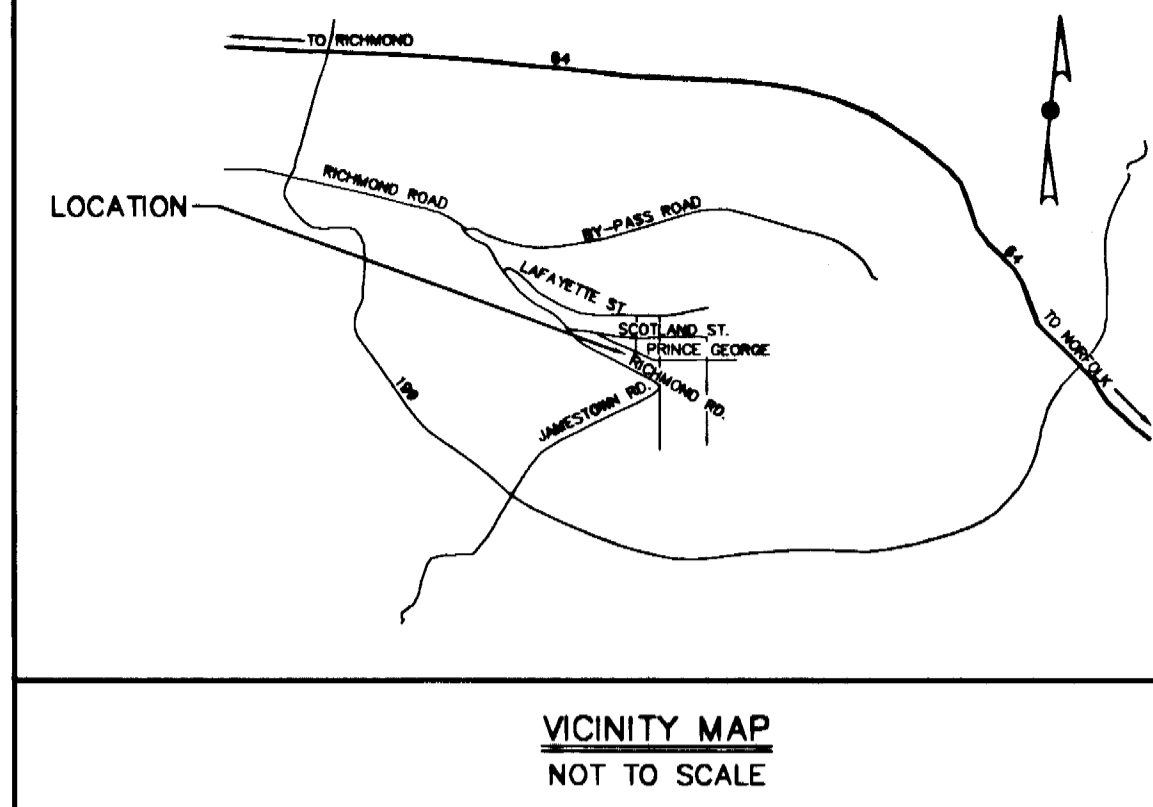 TO RICHMOND
64
RICHMOND ROAD
LOCATION
BY-PASS ROAD
64
LAFAYETTE ST.
SCOTLAND ST.
TO NORFOLK
PRINCE GEORGE
RICHMOND RD.
199
JAMESTOWN RD.
VICINITY MAP
NOT TO SCALE